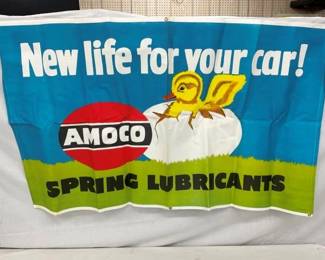 New life for your car!
AMOCO
SPRING LUBRICANTS